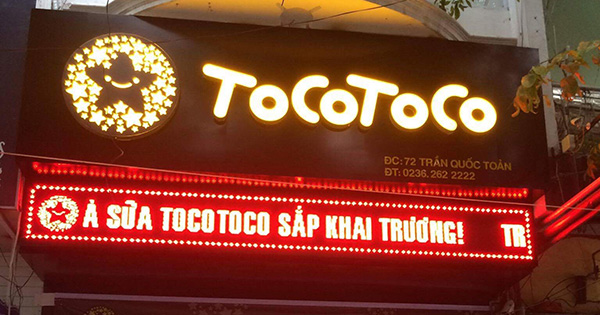 ToCoToCo
ĐC: 72 TRẦN QUỐC TOẢN
ĐT: 0236. 262 2222
À SỮA TOCOTOCO SẮP KHAI TRƯƠNG! TR